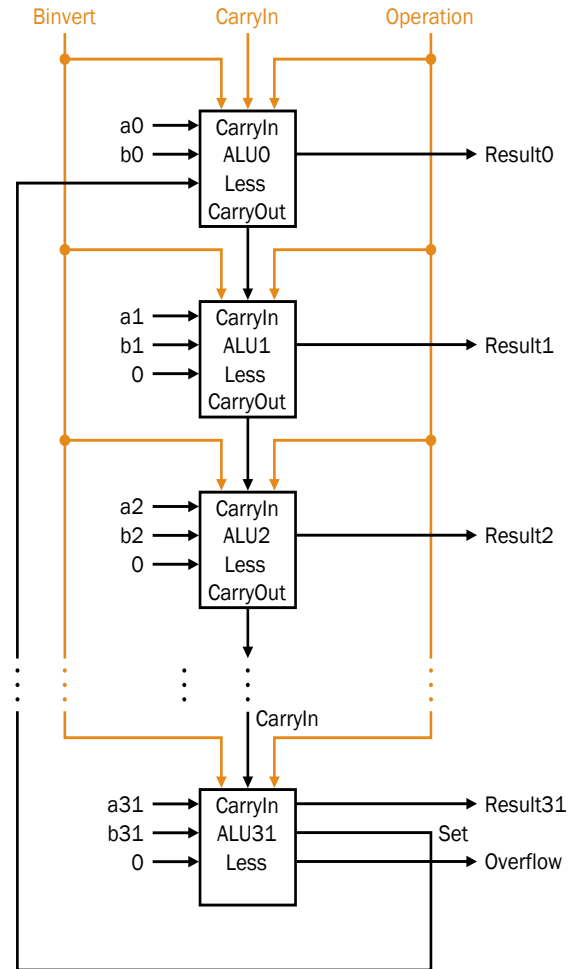 Binvert CarryIn Operation
a0 CarryIn
b0 ALU0 Result0
Less
CarryOut
a1 CarryIn
b1 ALU1 Result1
0 Less
CarryOut
a2 CarryIn
b2 ALU2 Result2
0 Less
CarryOut
CarryIn
a31 CarryIn Result31
b31 ALU31 Set
0 Less Overflow